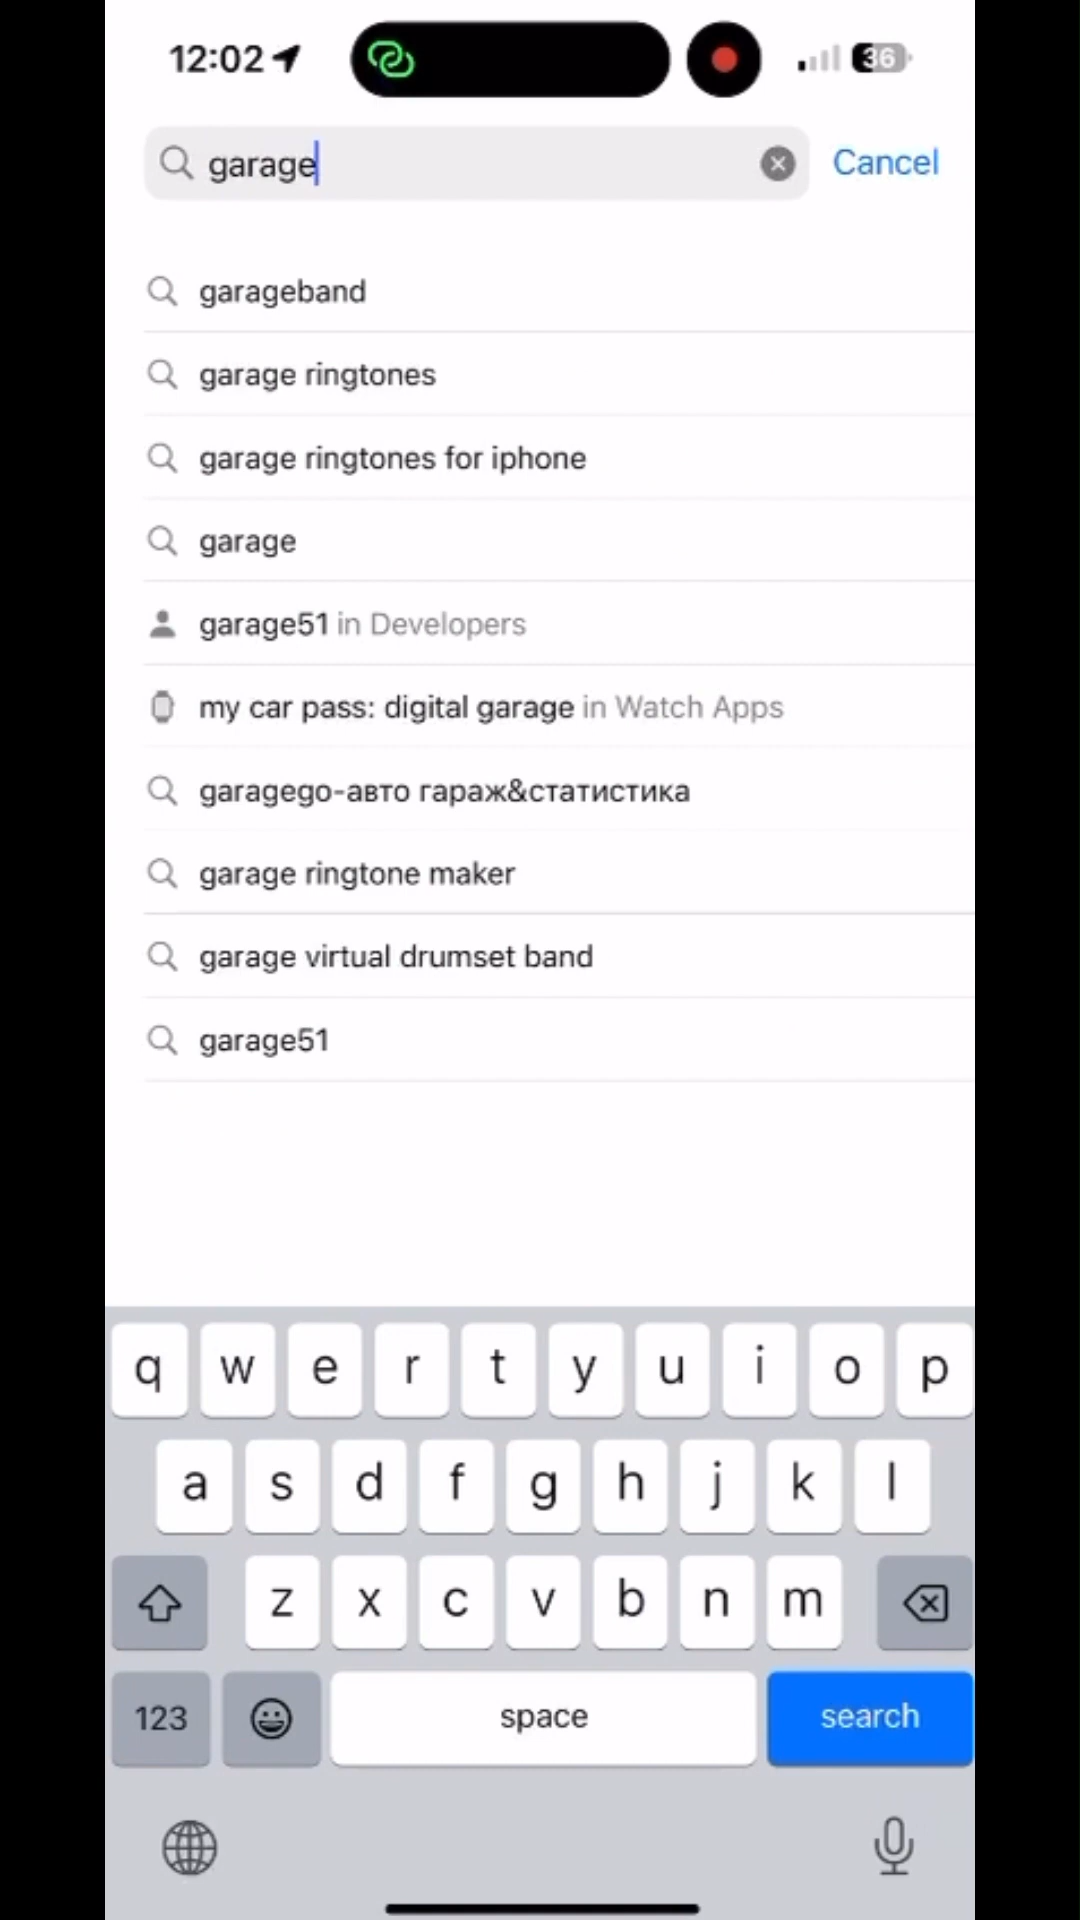 12:02
36
garage
Cancel
garageband
garage ringtones
garage ringtones for iphone
garage
garage51 in Developers
my car pass: digital garage in Watch Apps
garagego-авто гараж&статистика
garage ringtone maker
garage virtual drumset band
garage51
q w e r t y u i o p
a s d f g h j k l
z x c v b n m
123 space search